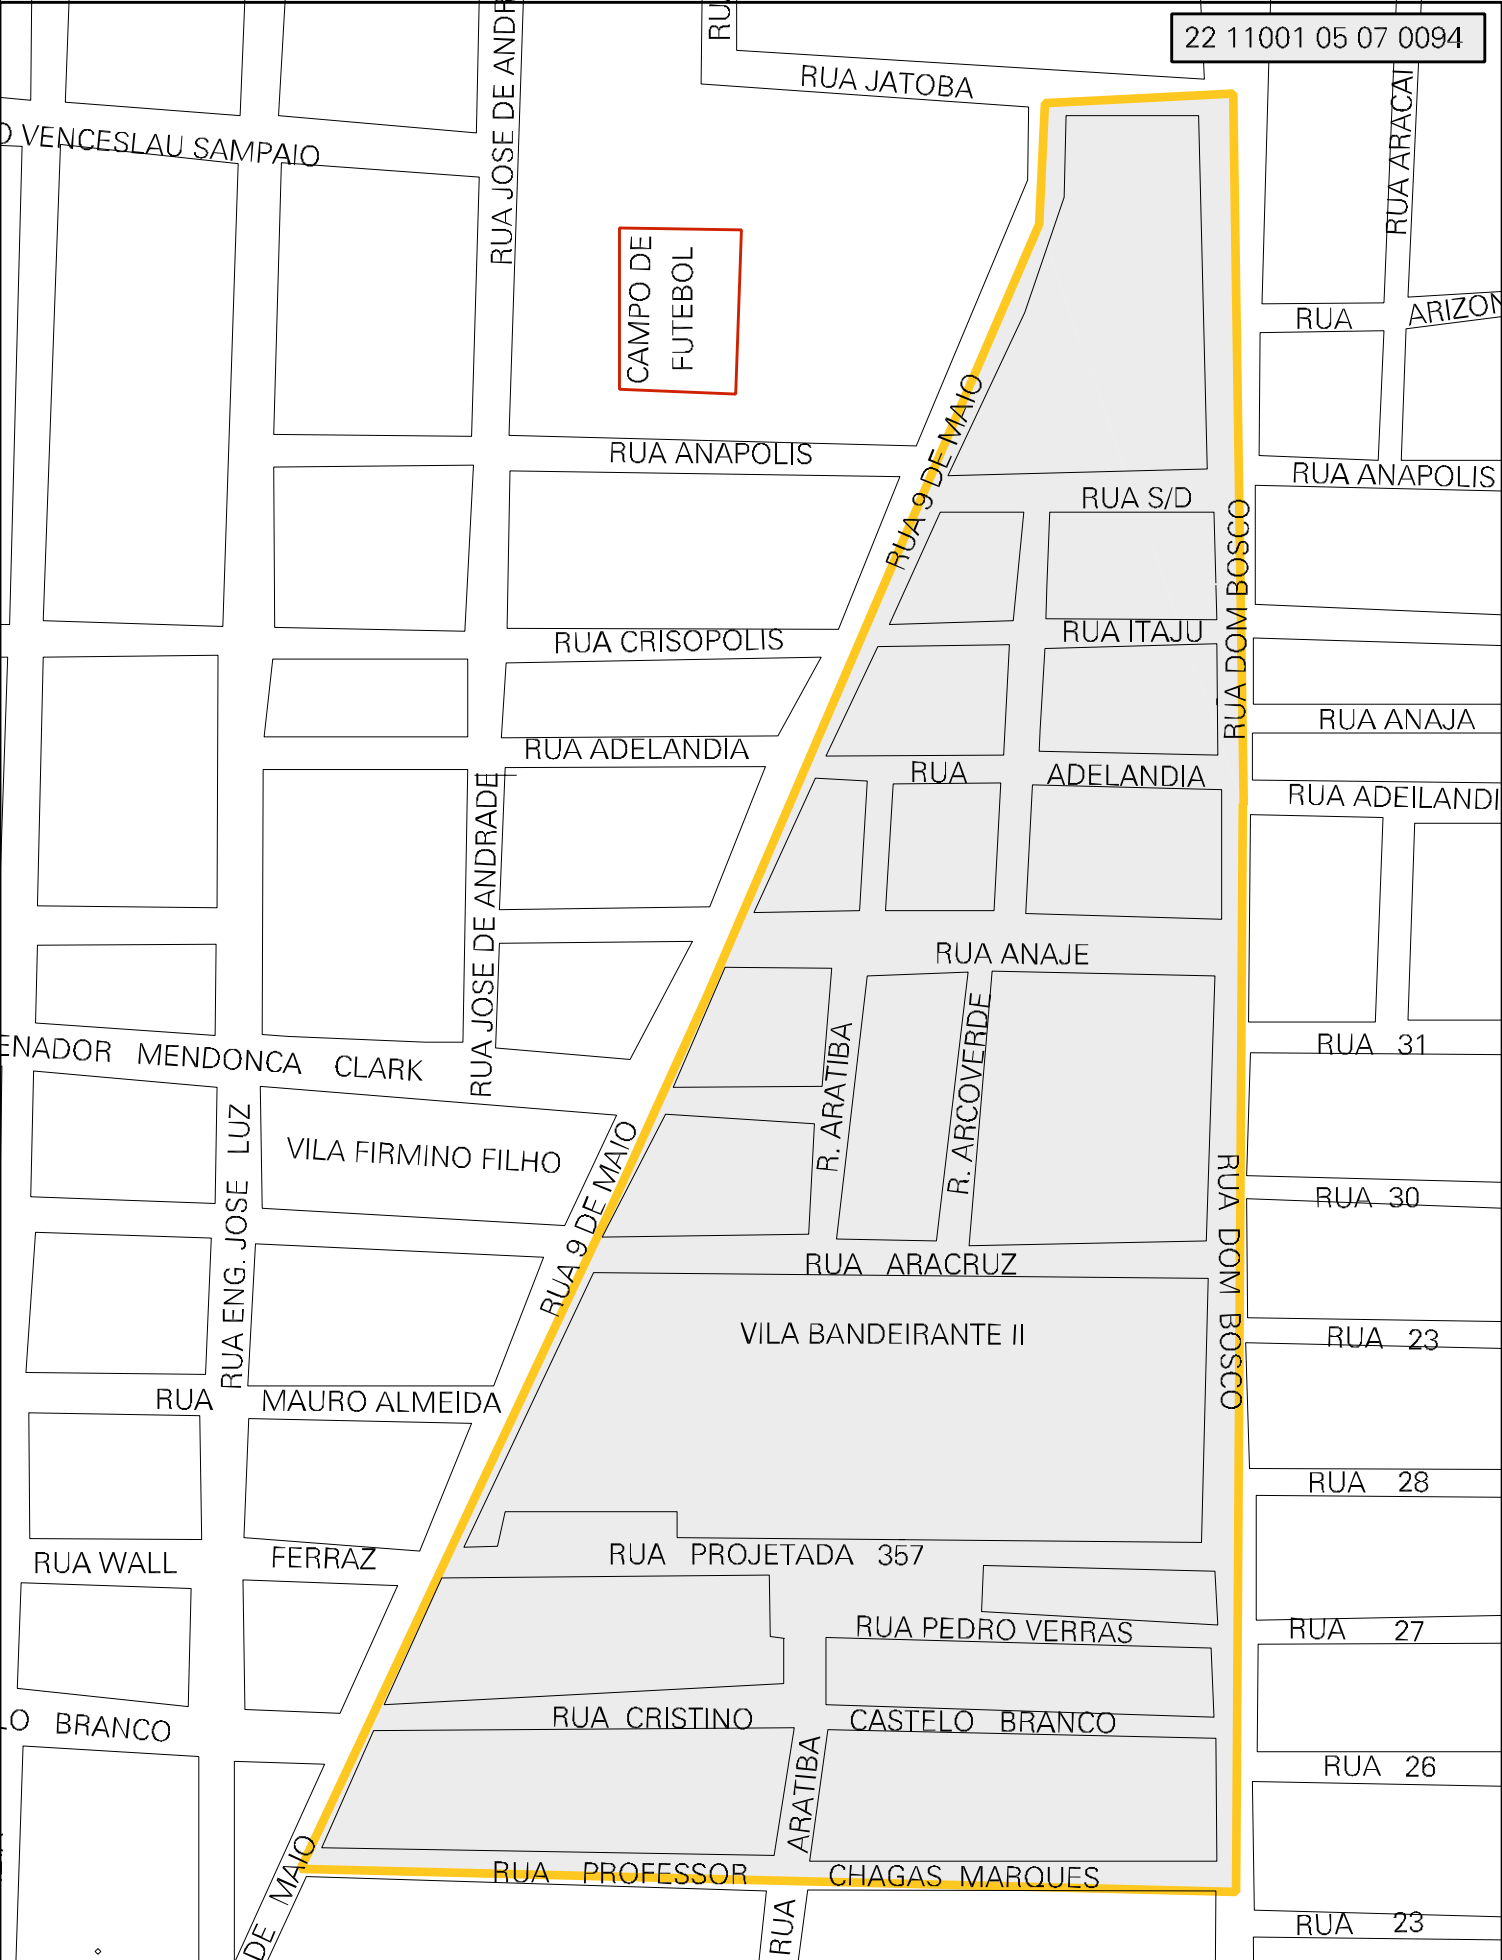 22 11001 05 07 0094
RUA JATOBA
RUA JOSE DE ANDR
RUA ARACAI
VENCESLAU SAMPAIO
CAMPO DE
FUTEBOL
RUA ARIZON
RUA ANAPOLIS
RUA 9 DE MAIO
RUA ANAPOLIS
RUA S/D
RUA DOM BOSCO
RUA CRISOPOLIS
RUA ITAJU
RUA ANAJA
RUA ADELANDIA
RUA ADELANDIA
RUA ADEILANDI
RUA JOSE DE ANDRADE
RUA ANAJE
R. ARATIBA
R. ARCOVERDE
RUA 31
ENADOR MENDONCA CLARK
VILA FIRMINO FILHO
RUA ENG. JOSE LUZ
RUA 9 DE MAIO
RUA DOM BOSCO
RUA 30
RUA ARACRUZ
VILA BANDEIRANTE II
RUA 23
RUA MAURO ALMEIDA
RUA 28
RUA WALL FERRAZ
RUA PROJETADA 357
RUA PEDRO VERRAS
RUA 27
LO BRANCO
RUA CRISTINO CASTELO BRANCO
RUA 26
ARATIBA
DE MAIO
RUA PROFESSOR CHAGAS MARQUES
RUA
RUA 23